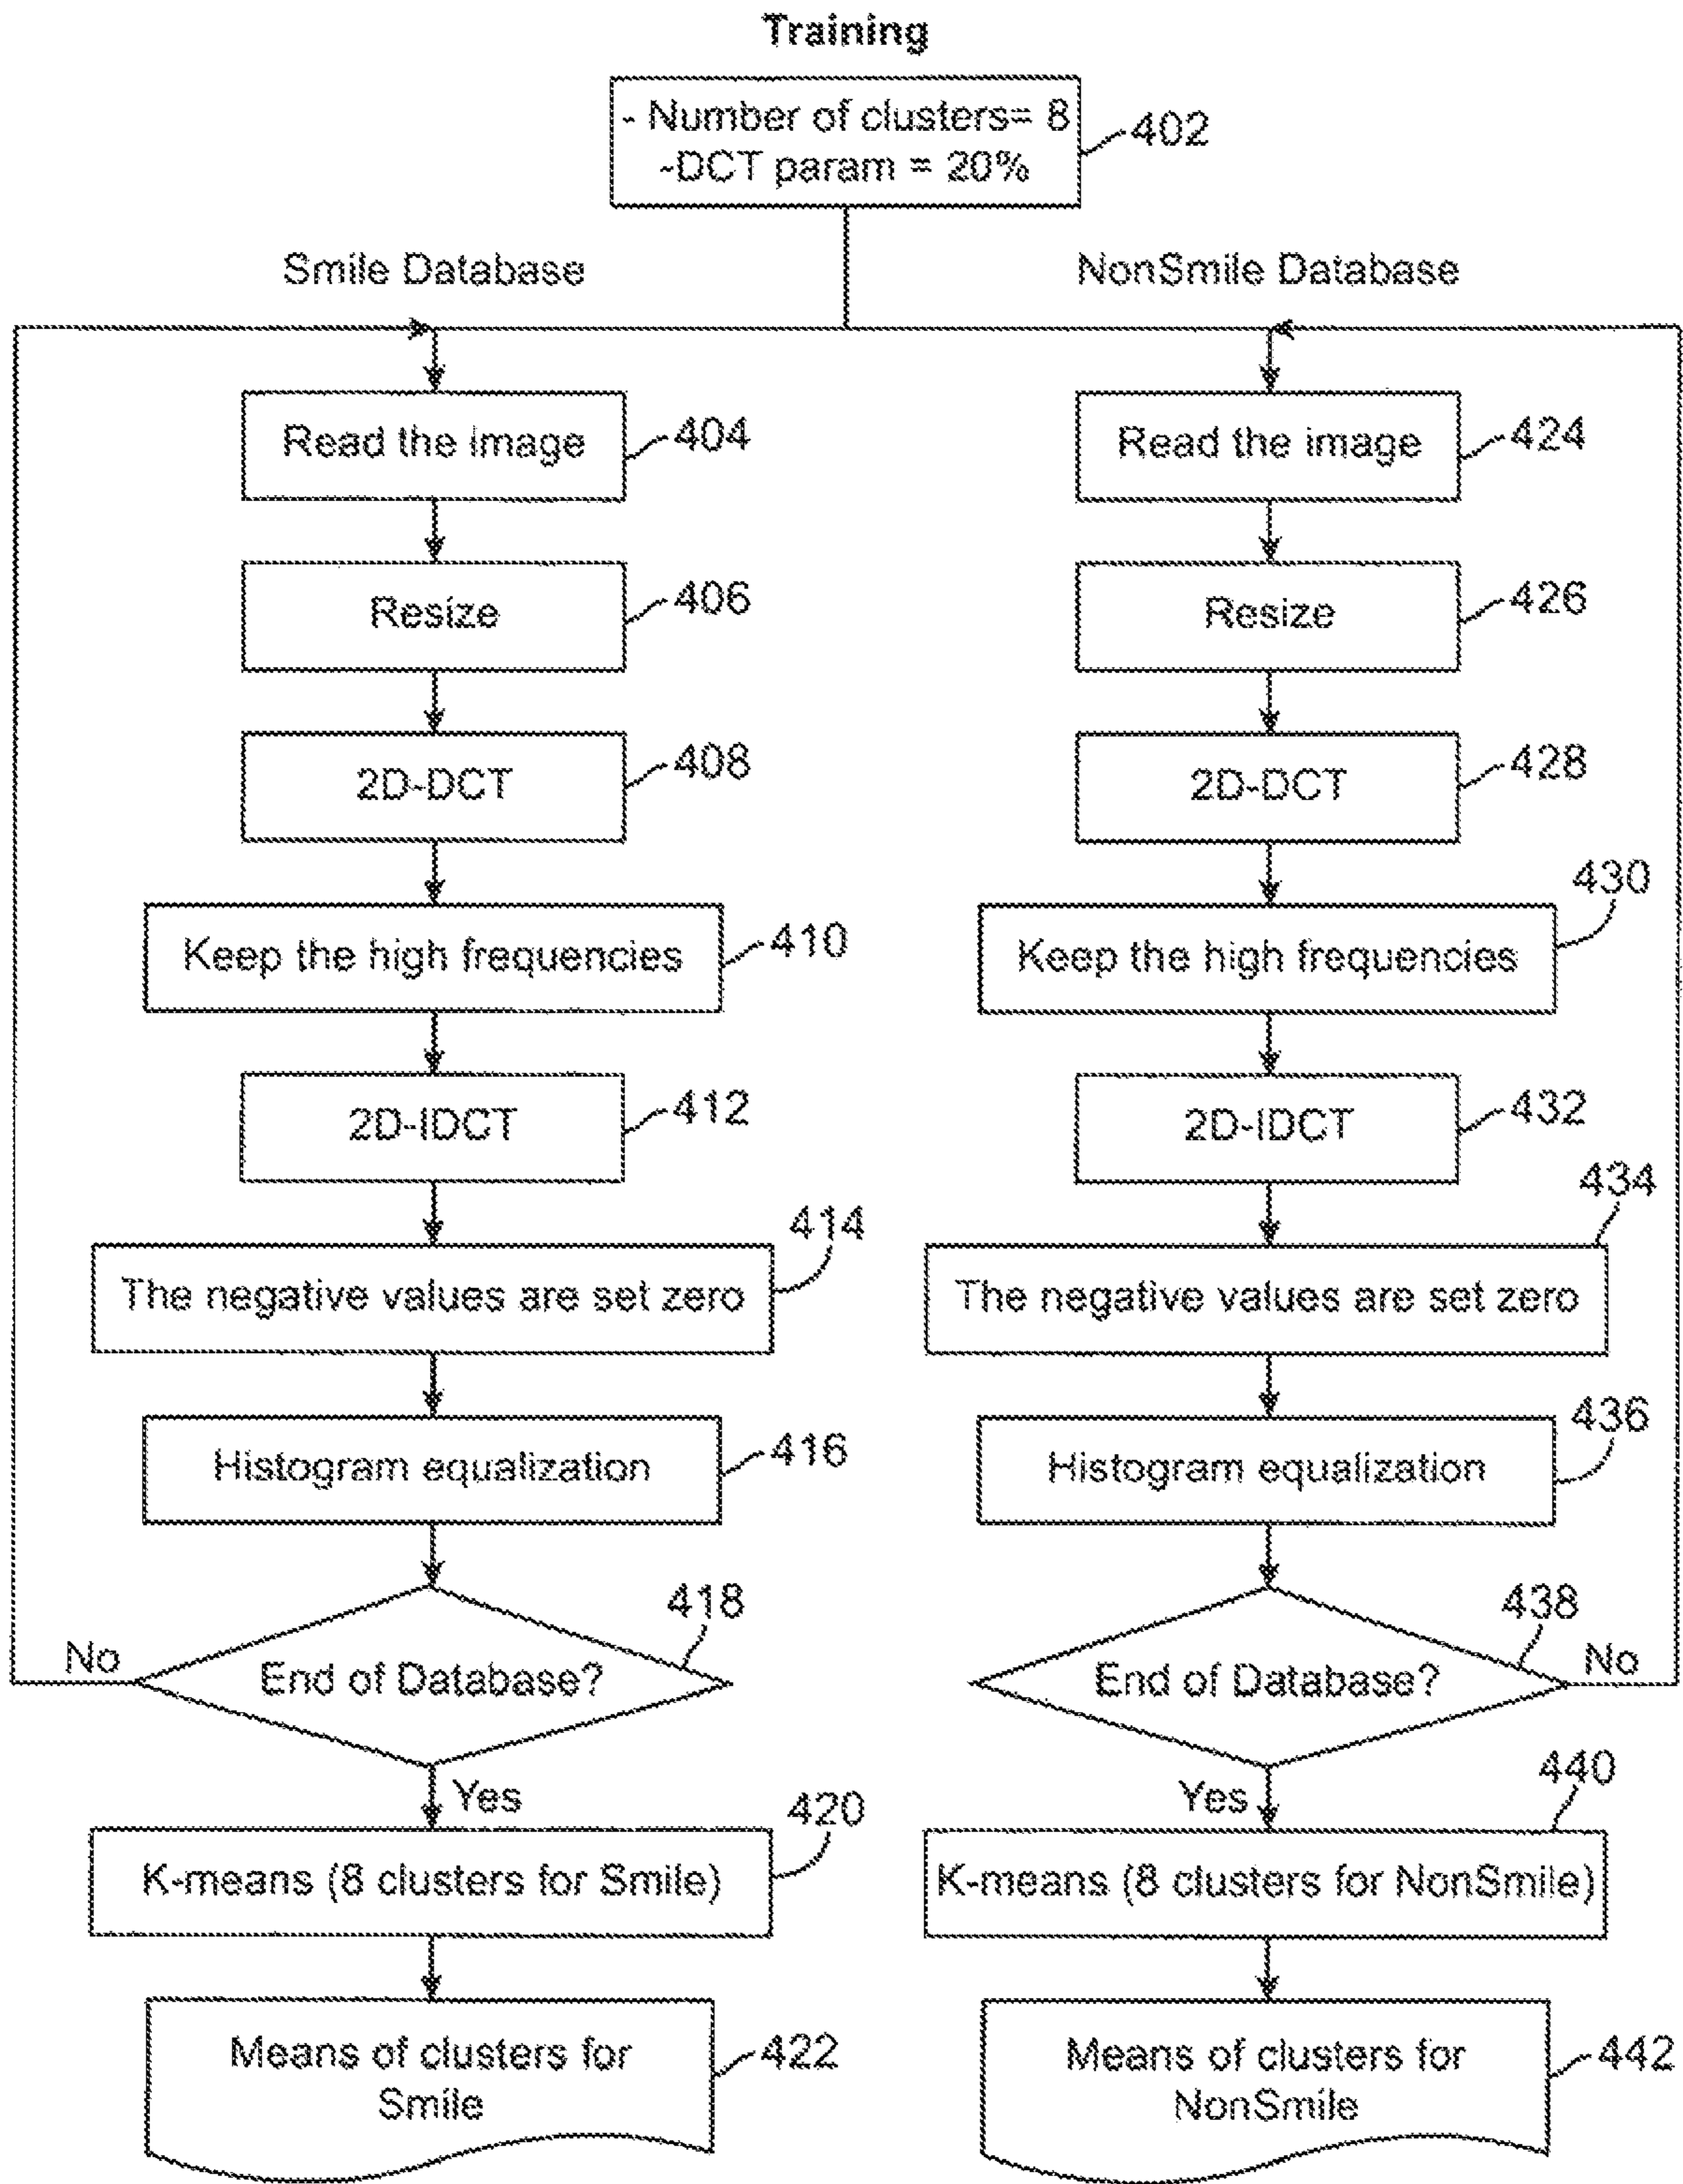 Training
- Number of clusters= 8
-DCT param = 20%
402
Smile Database
NonSmile Database
Read the image
404
Read the image
424
Resize
406
Resize
426
2D-DCT
408
2D-DCT
428
Keep the high frequencies
410
Keep the high frequencies
430
2D-IDCT
412
2D-IDCT
432
The negative values are set zero
414
The negative values are set zero
434
Histogram equalization
416
Histogram equalization
436
End of Database?
418
No
End of Database?
438
No
Yes
Yes
K-means (8 clusters for Smile)
420
K-means (8 clusters for NonSmile)
440
Means of clusters for
Smile
422
Means of clusters for
NonSmile
442